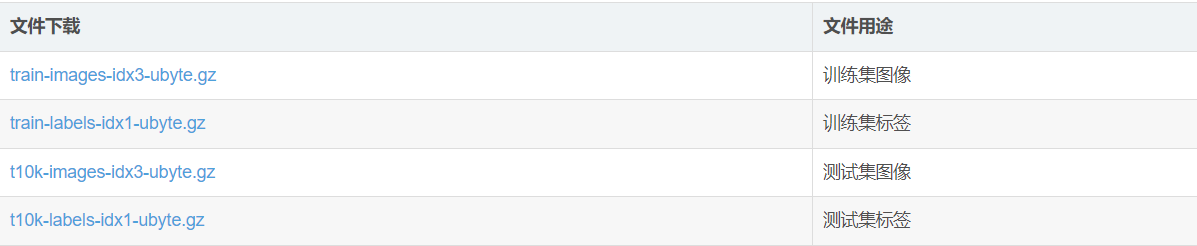 文件下载 文件用途
train-images-idx3-ubyte.gz 训练集图像
train-labels-idx1-ubyte.gz 训练集标签
t10k-images-idx3-ubyte.gz 测试集图像
t10k-labels-idx1-ubyte.gz 测试集标签